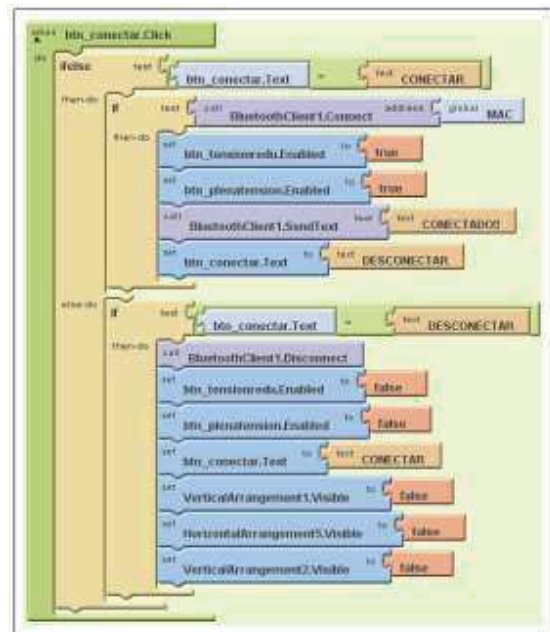 when btn_conectar.Click
do ifelse test btn_conectar.Text = text CONECTAR
then-do if test call BluetoothClient1.Connect address global MAC
then-do set btn_tensionredu.Enabled to true
set btn_plenatension.Enabled to true
call BluetoothClient1.SendText text text CONECTADO!!
set btn_conectar.Text to text DESCONECTAR
else-do if test btn_conectar.Text = text DESCONECTAR
then-do call BluetoothClient1.Disconnect
set btn_tensionredu.Enabled to false
set btn_plenatension.Enabled to false
set btn_conectar.Text to text CONECTAR
set VerticalArrangement1.Visible to false
set HorizontalArrangement5.Visible to false
set VerticalArrangement2.Visible to false